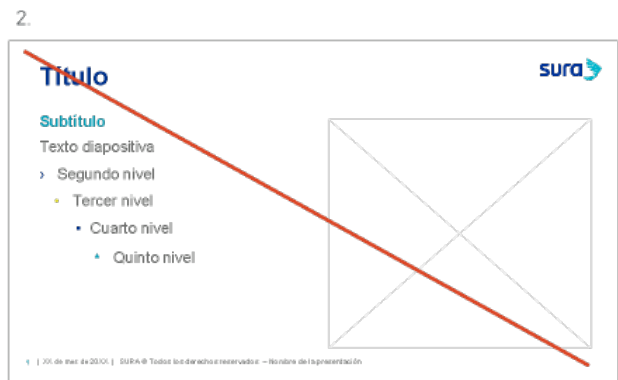 2.
Título
sura
Subtítulo
Texto diapositiva
› Segundo nivel
Tercer nivel
• Cuarto nivel
Quinto nivel
| XX de mes de 20XX | SURA ® Todos los derechos reservados – Nombre de la presentación